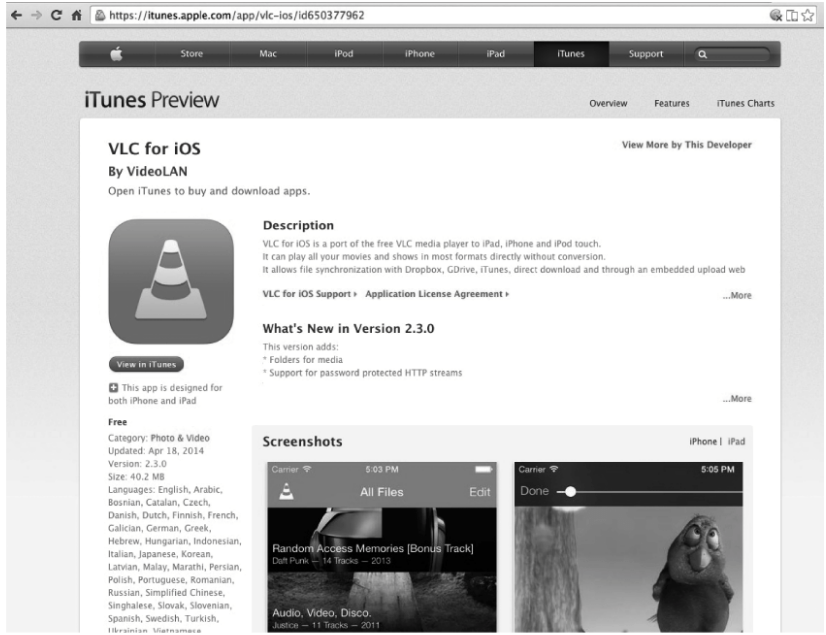 https://itunes.apple.com/app/vlc-ios/id650377962
Store Mac iPod iPhone iPad iTunes Support
iTunes Preview
Overview Features iTunes Charts
VLC for iOS
View More by This Developer
By VideoLAN
Open iTunes to buy and download apps.
Description
VLC for iOS is a part of the free VLC media player to iPad, iPhone and iPod touch.
It can play all your movies and shows in most formats directly without conversion.
It allows file synchronization with Dropbox, GDrive, iTunes, direct download and through an embedded upload web
VLC for iOS Support Application License Agreement
...More
What's New in Version 2.3.0
This version adds:
* Folders for media
* Support for password protected HTTP streams
...More
View in iTunes
This app is designed for
both iPhone and iPad
Free
Category: Photo & Video
Updated: Apr 18, 2014
Version: 2.3.0
Size: 40.2 MB
Languages: English, Arabic,
Bosnian, Catalan, Czech,
Danish, Dutch, Finnish, French,
Galician, German, Greek,
Hebrew, Hungarian, Indonesian,
Italian, Japanese, Korean,
Latvian, Malay, Marathi, Persian,
Polish, Portuguese, Romanian,
Russian, Simplified Chinese,
Singhalese, Slovak, Slovenian,
Spanish, Swedish, Turkish,
Ukrainian, Vietnamese
Screenshots
iPhone | iPad
Carrier 5:03 PM
All Files Edit
Random Access Memories [Bonus Track]
Daft Punk — 14 Tracks — 2013
Audio, Video, Disco.
Justice — 11 Tracks — 2011
Carrier 5:05 PM
Done